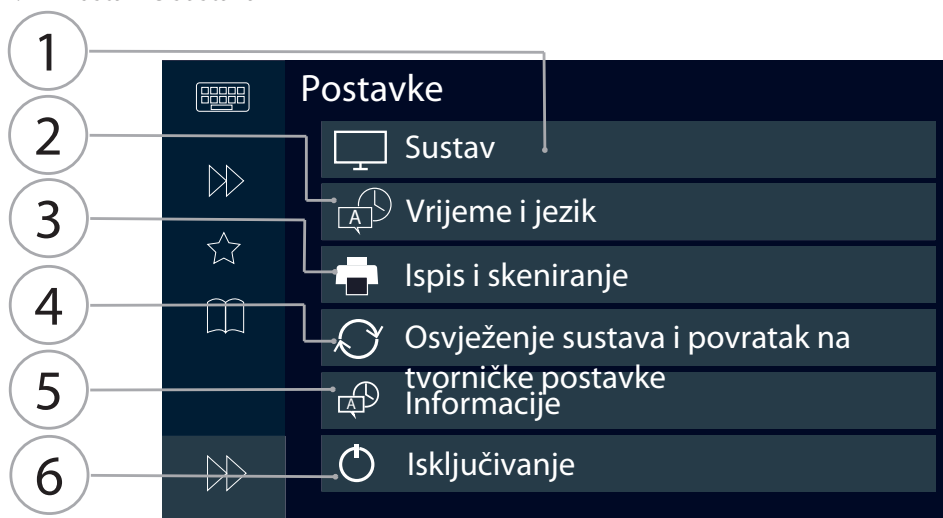 1
Postavke
2
Sustav
Vrijeme i jezik
3
Ispis i skeniranje
4
Osvježenje sustava i povratak na
tvorničke postavke
5
Informacije
6
Isključivanje